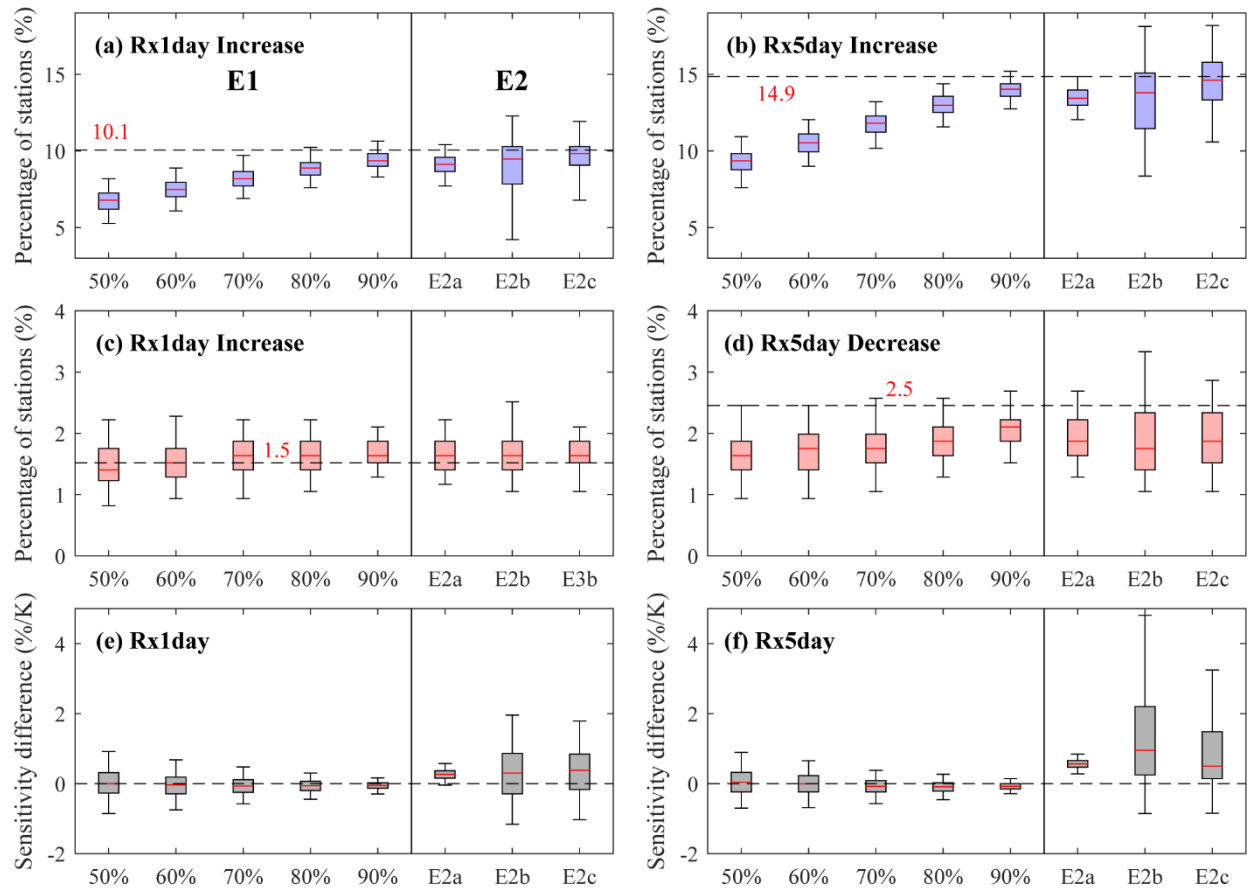 (a) Rx1day Increase
E1
E2
10.1
Percentage of stations (%)
15
10
5
50% 60% 70% 80% 90% E2a E2b E2c
(b) Rx5day Increase
14.9
Percentage of stations (%)
15
10
5
50% 60% 70% 80% 90% E2a E2b E2c
(c) Rx1day Increase
1.5
Percentage of stations (%)
4
3
2
1
0
50% 60% 70% 80% 90% E2a E2b E3b
(d) Rx5day Decrease
2.5
Percentage of stations (%)
4
3
2
1
0
50% 60% 70% 80% 90% E2a E2b E2c
(e) Rx1day
Sensitivity difference (%/K)
4
2
0
-2
50% 60% 70% 80% 90% E2a E2b E2c
(f) Rx5day
Sensitivity difference (%/K)
4
2
0
-2
50% 60% 70% 80% 90% E2a E2b E2c